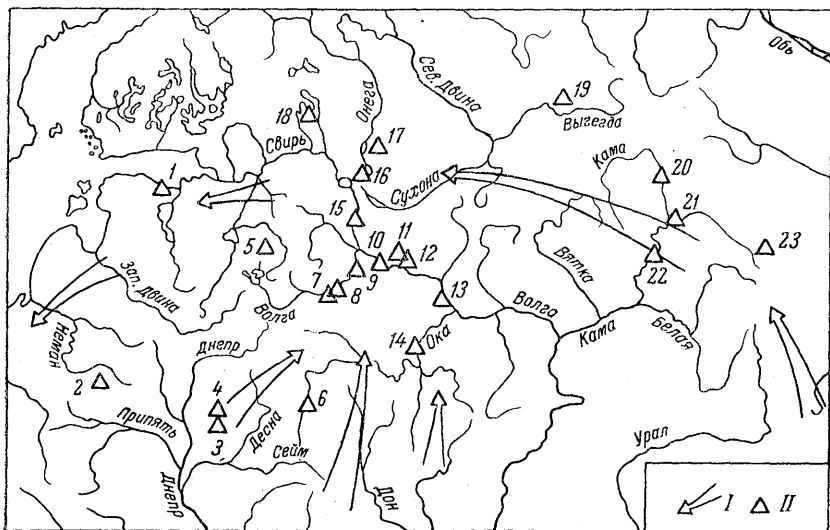 Обь
19
Сев. Двина
Онега
18
17
Вычегда
Свирь
Кама
20
1
16
Сухона
21
15
5
11
10
12
23
22
9
Вятка
Зап. Двина
7
8
13
Волга
Волга
Кама
Белая
Неман
Днепр
14
Ока
2
4
6
Припять
3
Десна
Сейм
Урал
Днепр
Дон
I
II